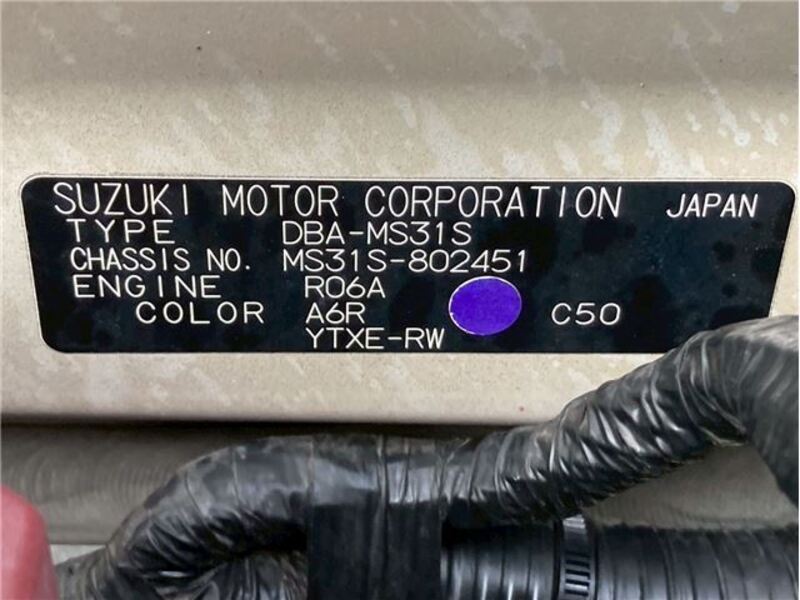 SUZUKI MOTOR CORPORATION JAPAN
TYPE DBA-MS31S
CHASSIS NO. MS31S-802451
ENGINE R06A
COLOR A6R C50
YTXE-RW